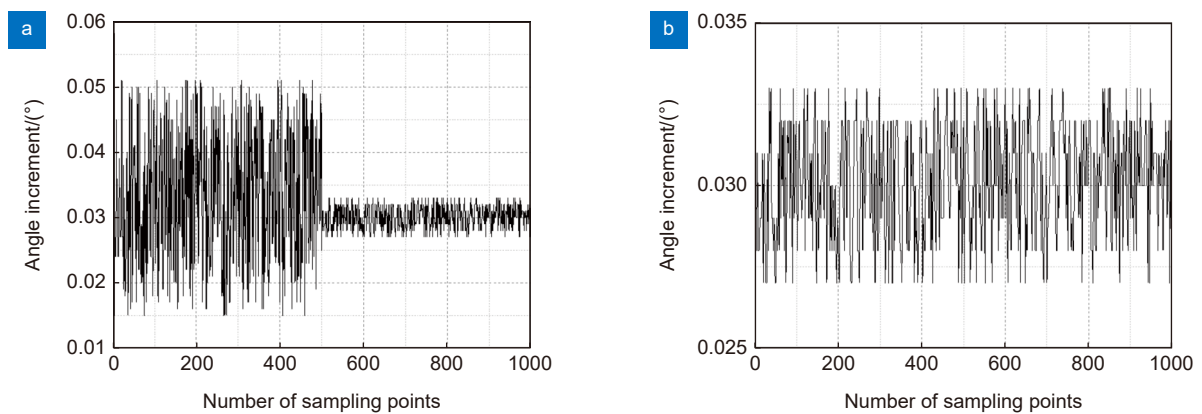 a
0.06
0.05
0.04
0.03
0.02
0.01
Angle increment/(°)
0 200 400 600 800 1000
Number of sampling points
b
0.035
0.030
0.025
Angle increment/(°)
0 200 400 600 800 1000
Number of sampling points